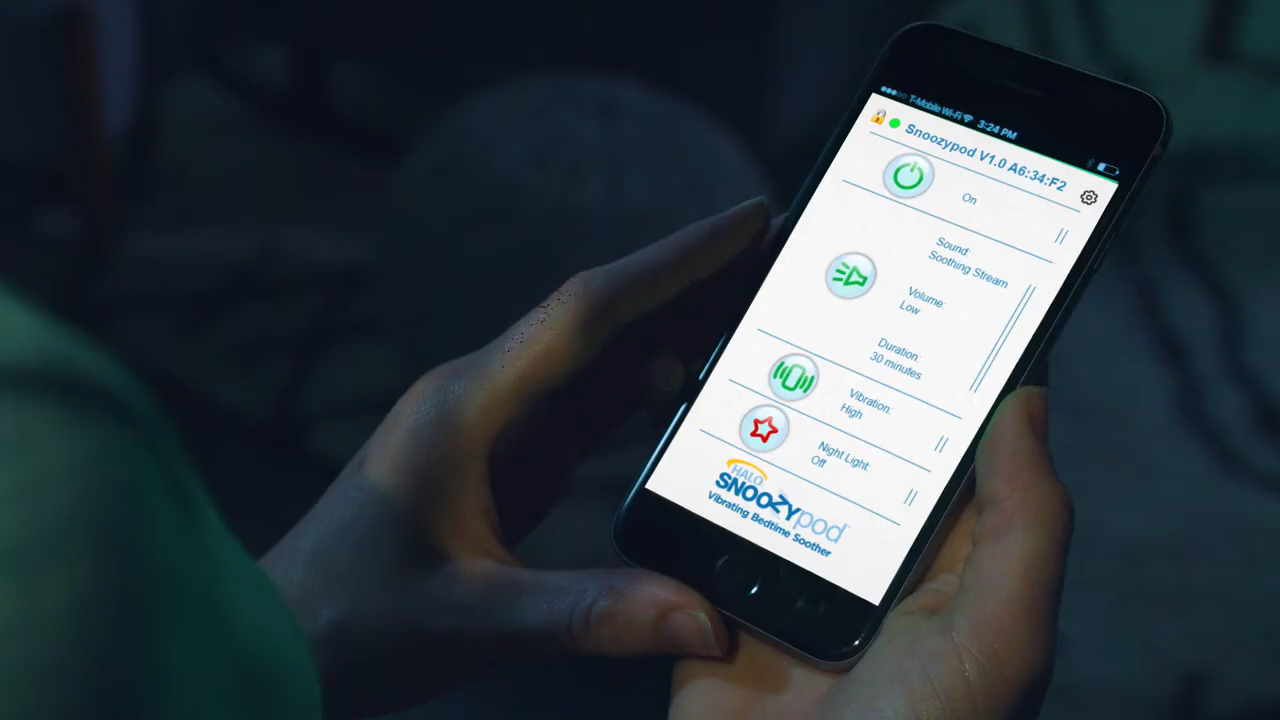 T-Mobile Wi-Fi 3:24 PM
Snoozypod V1.0 A6:34:F2
On
Sound:
Soothing Stream
Volume:
Low
Duration:
30 minutes
Vibration:
High
Night Light:
Off
HALO
SNOOZYpod
Vibrating Bedtime Soother